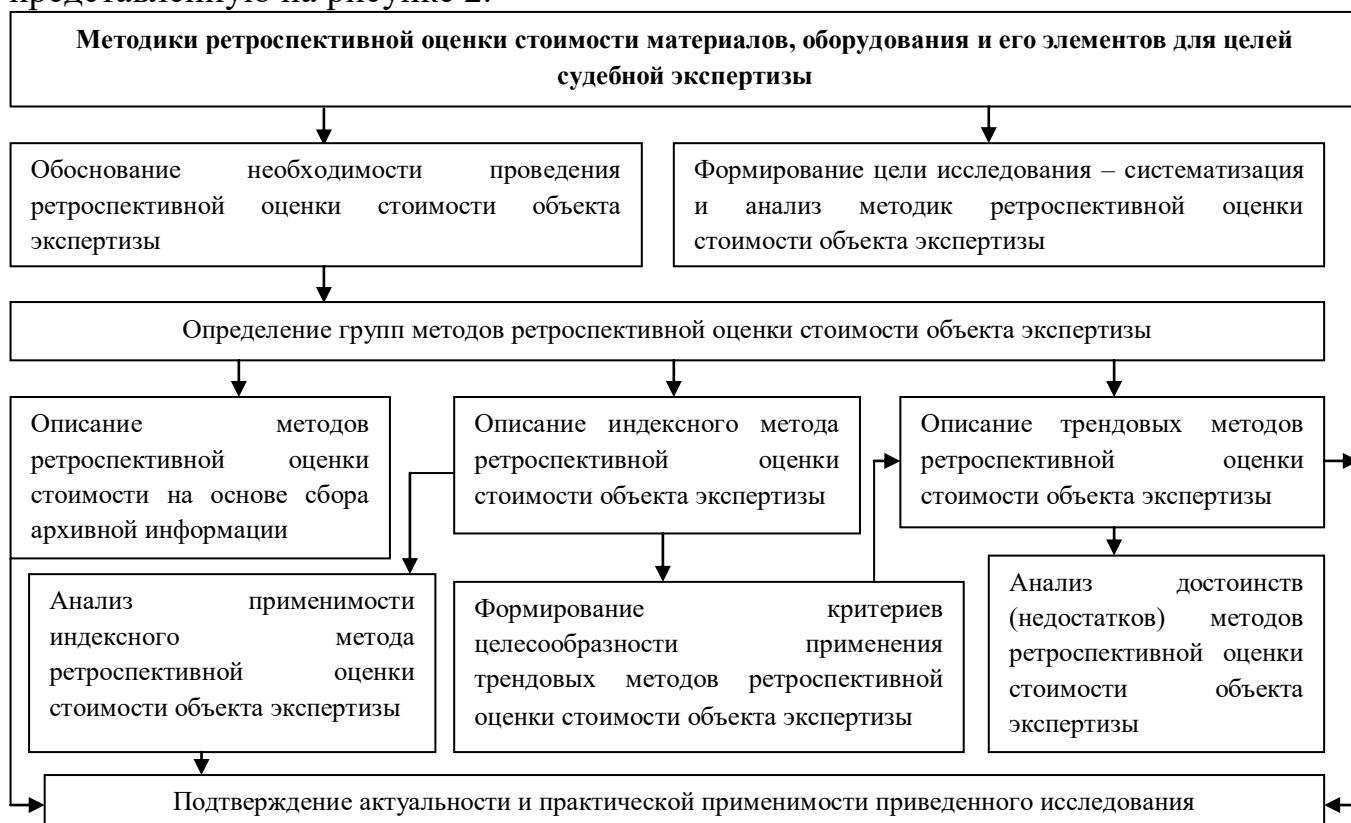 представленную на рисунке 2.
Методики ретроспективной оценки стоимости материалов, оборудования и его элементов для целей
судебной экспертизы
Обоснование необходимости проведения
ретроспективной оценки стоимости объекта
экспертизы
Формирование цели исследования – систематизация
и анализ методик ретроспективной оценки
стоимости объекта экспертизы
Определение групп методов ретроспективной оценки стоимости объекта экспертизы
Описание методов
ретроспективной оценки
стоимости на основе сбора
архивной информации
Описание индексного метода
ретроспективной оценки
стоимости объекта экспертизы
Описание трендовых методов
ретроспективной оценки
стоимости объекта экспертизы
Анализ применимости
индексного метода
ретроспективной оценки
стоимости объекта экспертизы
Формирование критериев
целесообразности применения
трендовых методов ретроспективной
оценки стоимости объекта экспертизы
Анализ достоинств
(недостатков) методов
ретроспективной оценки
стоимости объекта
экспертизы
Подтверждение актуальности и практической применимости приведенного исследования